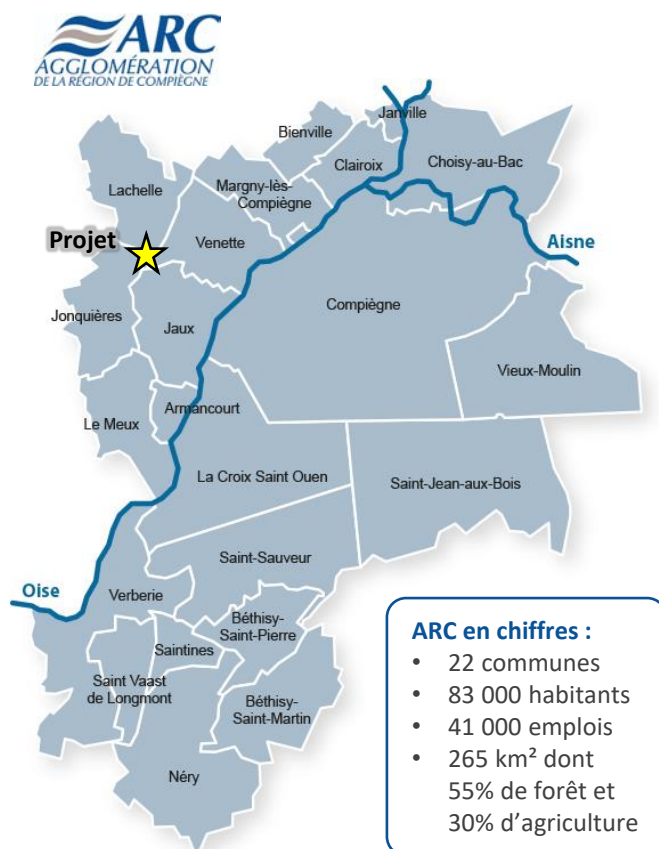 ARC
AGGLOMÉRATION
DE LA RÉGION DE COMPIÈGNE
Janville
Bienville
Clairoix
Choisy-au-Bac
Lachelle
Margny-lès-
Compiègne
Projet
Venette
Aisne
Compiègne
Jonquières
Jaux
Vieux-Moulin
Armancourt
Le Meux
La Croix Saint Ouen
Saint-Jean-aux-Bois
Saint-Sauveur
Oise
Verberie
Béthisy-
Saint-Pierre
Saintines
Saint Vaast
de Longmont
Béthisy-
Saint-Martin
Néry
ARC en chiffres :
• 22 communes
• 83 000 habitants
• 41 000 emplois
• 265 km² dont
55% de forêt et
30% d’agriculture